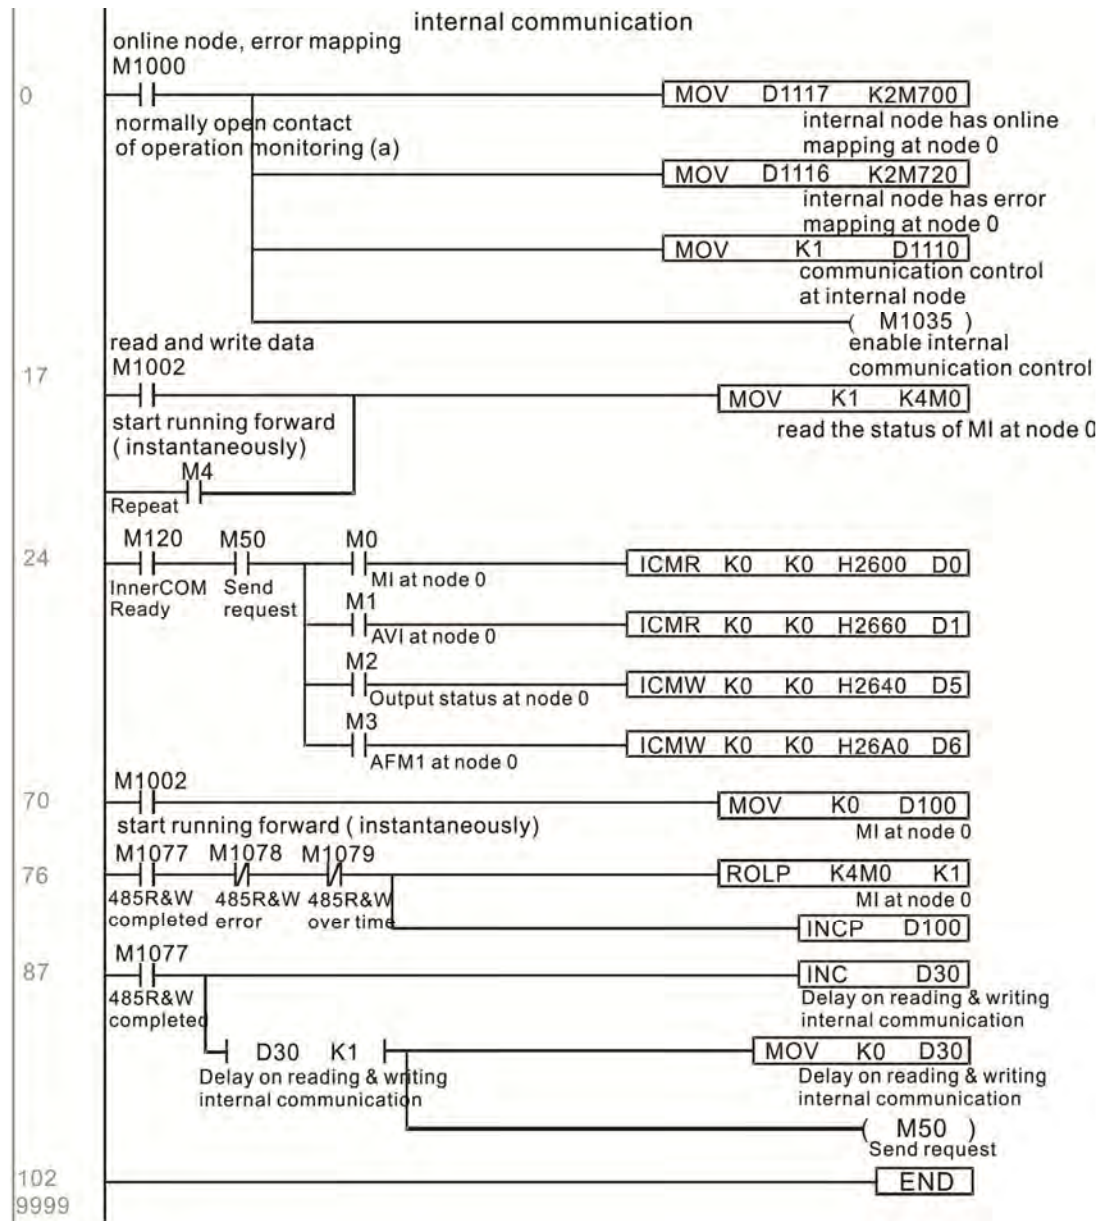 internal communication
online node, error mapping
M1000
0
MOV D1117 K2M700
normally open contact
of operation monitoring (a)
internal node has online
mapping at node 0
MOV D1116 K2M720
internal node has error
mapping at node 0
MOV K1 D1110
communication control
at internal node
( M1035 )
enable internal
communication control
read and write data
M1002
17
MOV K1 K4M0
start running forward
( instantaneously)
read the status of MI at node 0
M4
Repeat
M120 M50 M0
24
ICMR K0 K0 H2600 D0
InnerCOM Send MI at node 0
Ready request
M1
ICMR K0 K0 H2660 D1
AVI at node 0
M2
ICMW K0 K0 H2640 D5
Output status at node 0
M3
ICMW K0 K0 H26A0 D6
AFM1 at node 0
M1002
70
MOV K0 D100
start running forward ( instantaneously)
MI at node 0
M1077 M1078 M1079
76
ROLP K4M0 K1
485R&W 485R&W 485R&W
completed error over time
MI at node 0
INCP D100
M1077
87
INC D30
485R&W
completed
Delay on reading & writing
internal communication
D30 K1
MOV K0 D30
Delay on reading & writing
internal communication
Delay on reading & writing
internal communication
( M50 )
Send request
102
END
9999